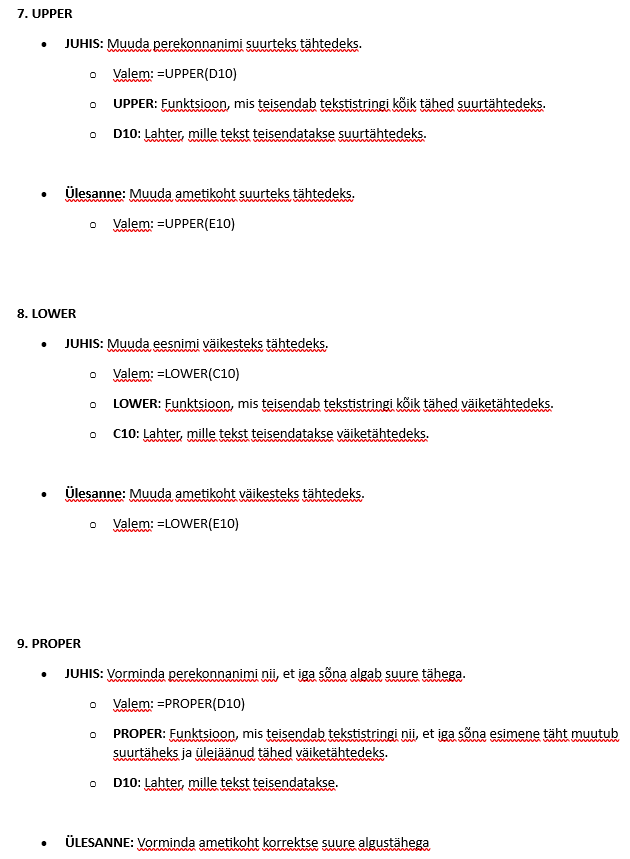 7. UPPER
• JUHIS: Muuda perekonnanimi suurteks tähtedeks.
o Valem: =UPPER(D10)
o UPPER: Funktsioon, mis teisendab tekstistringi kõik tähed suurtähtedeks.
o D10: Lahter, mille tekst teisendatakse suurtähtedeks.
• Ülesanne: Muuda ametikoht suurteks tähtedeks.
o Valem: =UPPER(E10)
8. LOWER
• JUHIS: Muuda eesnimi väikesteks tähtedeks.
o Valem: =LOWER(C10)
o LOWER: Funktsioon, mis teisendab tekstistringi kõik tähed väiketähtedeks.
o C10: Lahter, mille tekst teisendatakse väiketähtedeks.
• Ülesanne: Muuda ametikoht väikesteks tähtedeks.
o Valem: =LOWER(E10)
9. PROPER
• JUHIS: Vorminda perekonnanimi nii, et iga sõna algab suure tähega.
o Valem: =PROPER(D10)
o PROPER: Funktsioon, mis teisendab tekstistringi nii, et iga sõna esimene täht muutub
suurtäheks ja ülejäänud tähed väiketähtedeks.
o D10: Lahter, mille tekst teisendatakse.
• ÜLESANNE: Vorminda ametikoht korrektse suure algustähega